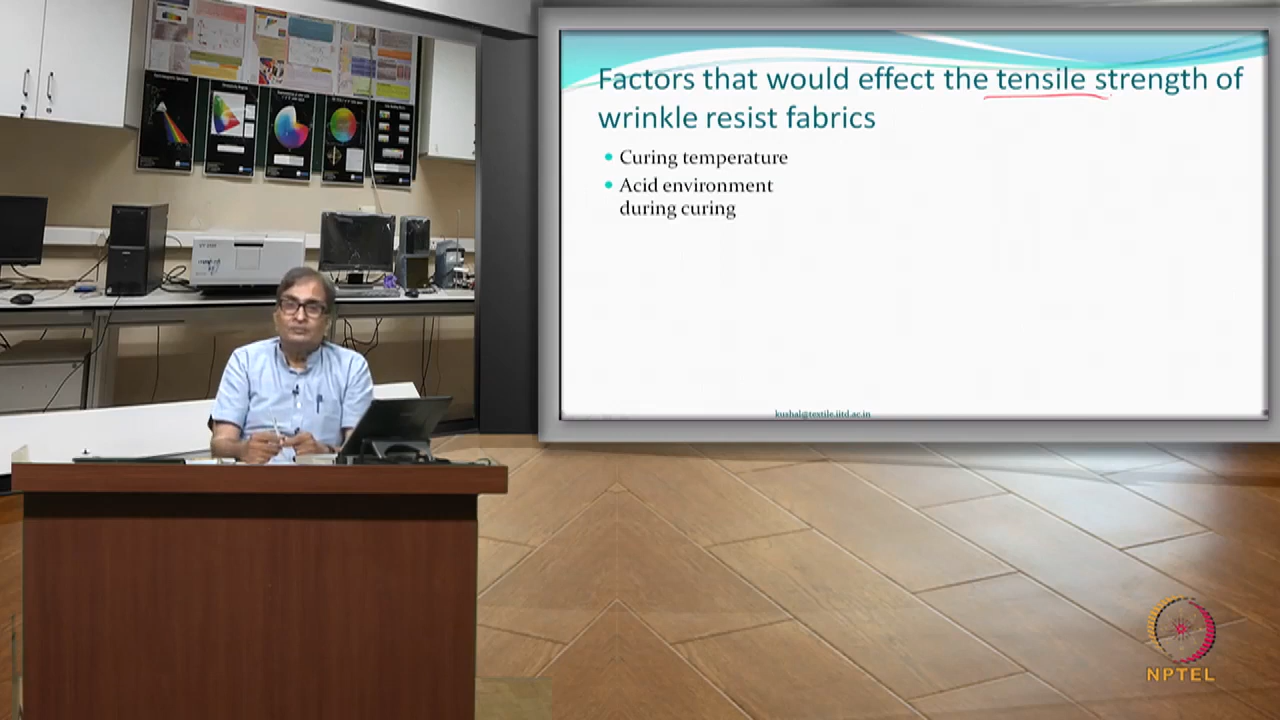 Factors that would effect the tensile strength of
wrinkle resist fabrics
• Curing temperature
• Acid environment
during curing
kushal@textile.iitd.ac.in
NPTEL